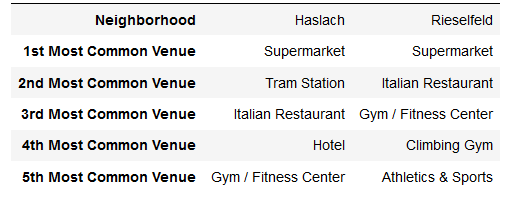 Neighborhood Haslach Rieselfeld
1st Most Common Venue Supermarket Supermarket
2nd Most Common Venue Tram Station Italian Restaurant
3rd Most Common Venue Italian Restaurant Gym / Fitness Center
4th Most Common Venue Hotel Climbing Gym
5th Most Common Venue Gym / Fitness Center Athletics & Sports